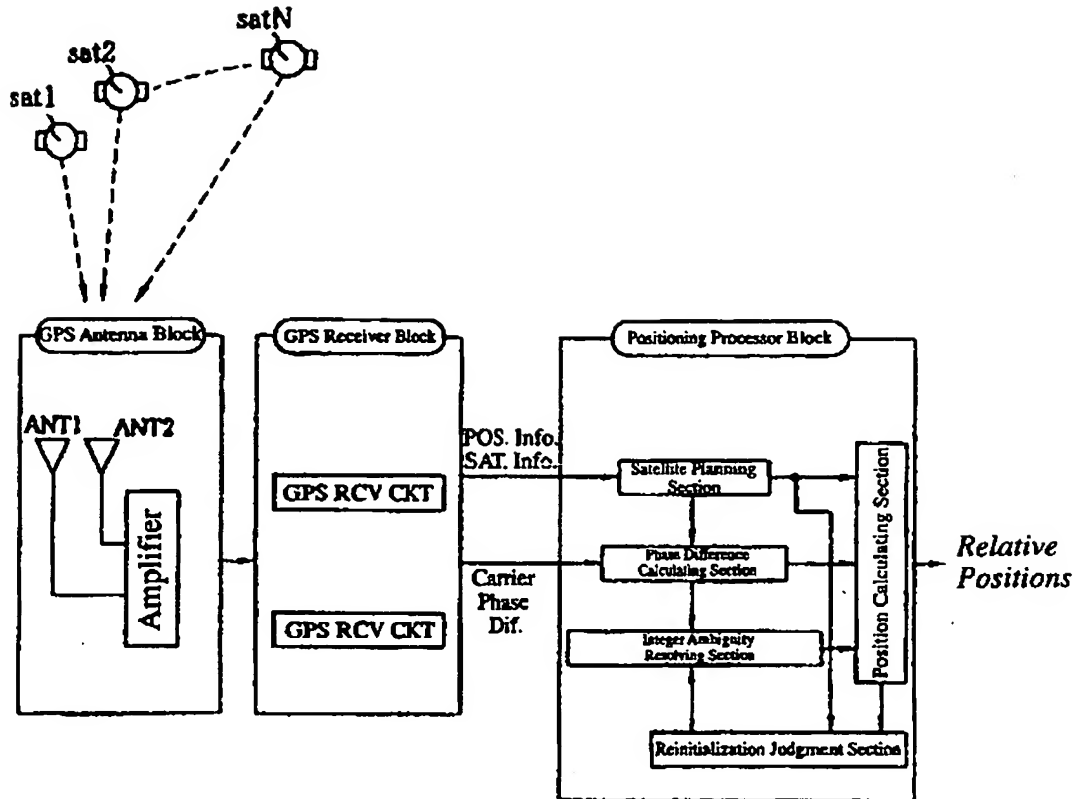 satN
sat2
sat1
GPS Antenna Block
GPS Receiver Block
Positioning Processor Block
ANT1
ANT2
Amplifier
GPS RCV CKT
GPS RCV CKT
POS. Info.
SAT. Info.
Carrier
Phase
Dif.
Satellite Planning
Section
Phase Difference
Calculating Section
Integer Ambiguity
Resolving Section
Position Calculating Section
Reinitialization Judgment Section
Relative
Positions